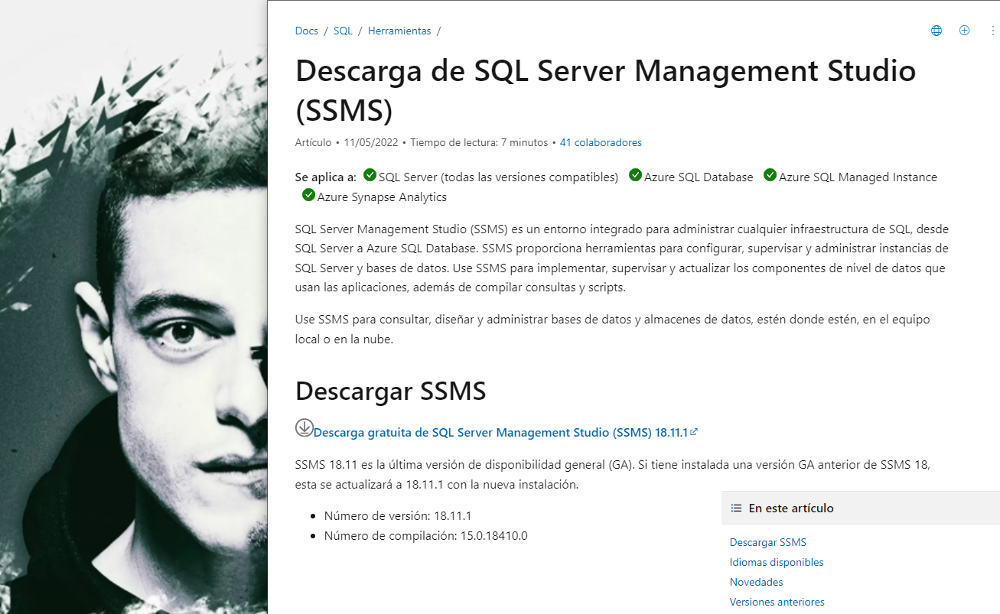 Docs / SQL / Herramientas /
Descarga de SQL Server Management Studio
(SSMS)
Artículo • 11/05/2022 • Tiempo de lectura: 7 minutos • 41 colaboradores
Se aplica a: SQL Server (todas las versiones compatibles) Azure SQL Database Azure SQL Managed Instance
Azure Synapse Analytics
SQL Server Management Studio (SSMS) es un entorno integrado para administrar cualquier infraestructura de SQL, desde
SQL Server a Azure SQL Database. SSMS proporciona herramientas para configurar, supervisar y administrar instancias de
SQL Server y bases de datos. Use SSMS para implementar, supervisar y actualizar los componentes de nivel de datos que
usan las aplicaciones, además de compilar consultas y scripts.
Use SSMS para consultar, diseñar y administrar bases de datos y almacenes de datos, estén donde estén, en el equipo
local o en la nube.
Descargar SSMS
Descarga gratuita de SQL Server Management Studio (SSMS) 18.11.1
SSMS 18.11 es la última versión de disponibilidad general (GA). Si tiene instalada una versión GA anterior de SSMS 18,
esta se actualizará a 18.11.1 con la nueva instalación.
• Número de versión: 18.11.1
• Número de compilación: 15.0.18410.0
En este artículo
Descargar SSMS
Idiomas disponibles
Novedades
Versiones anteriores